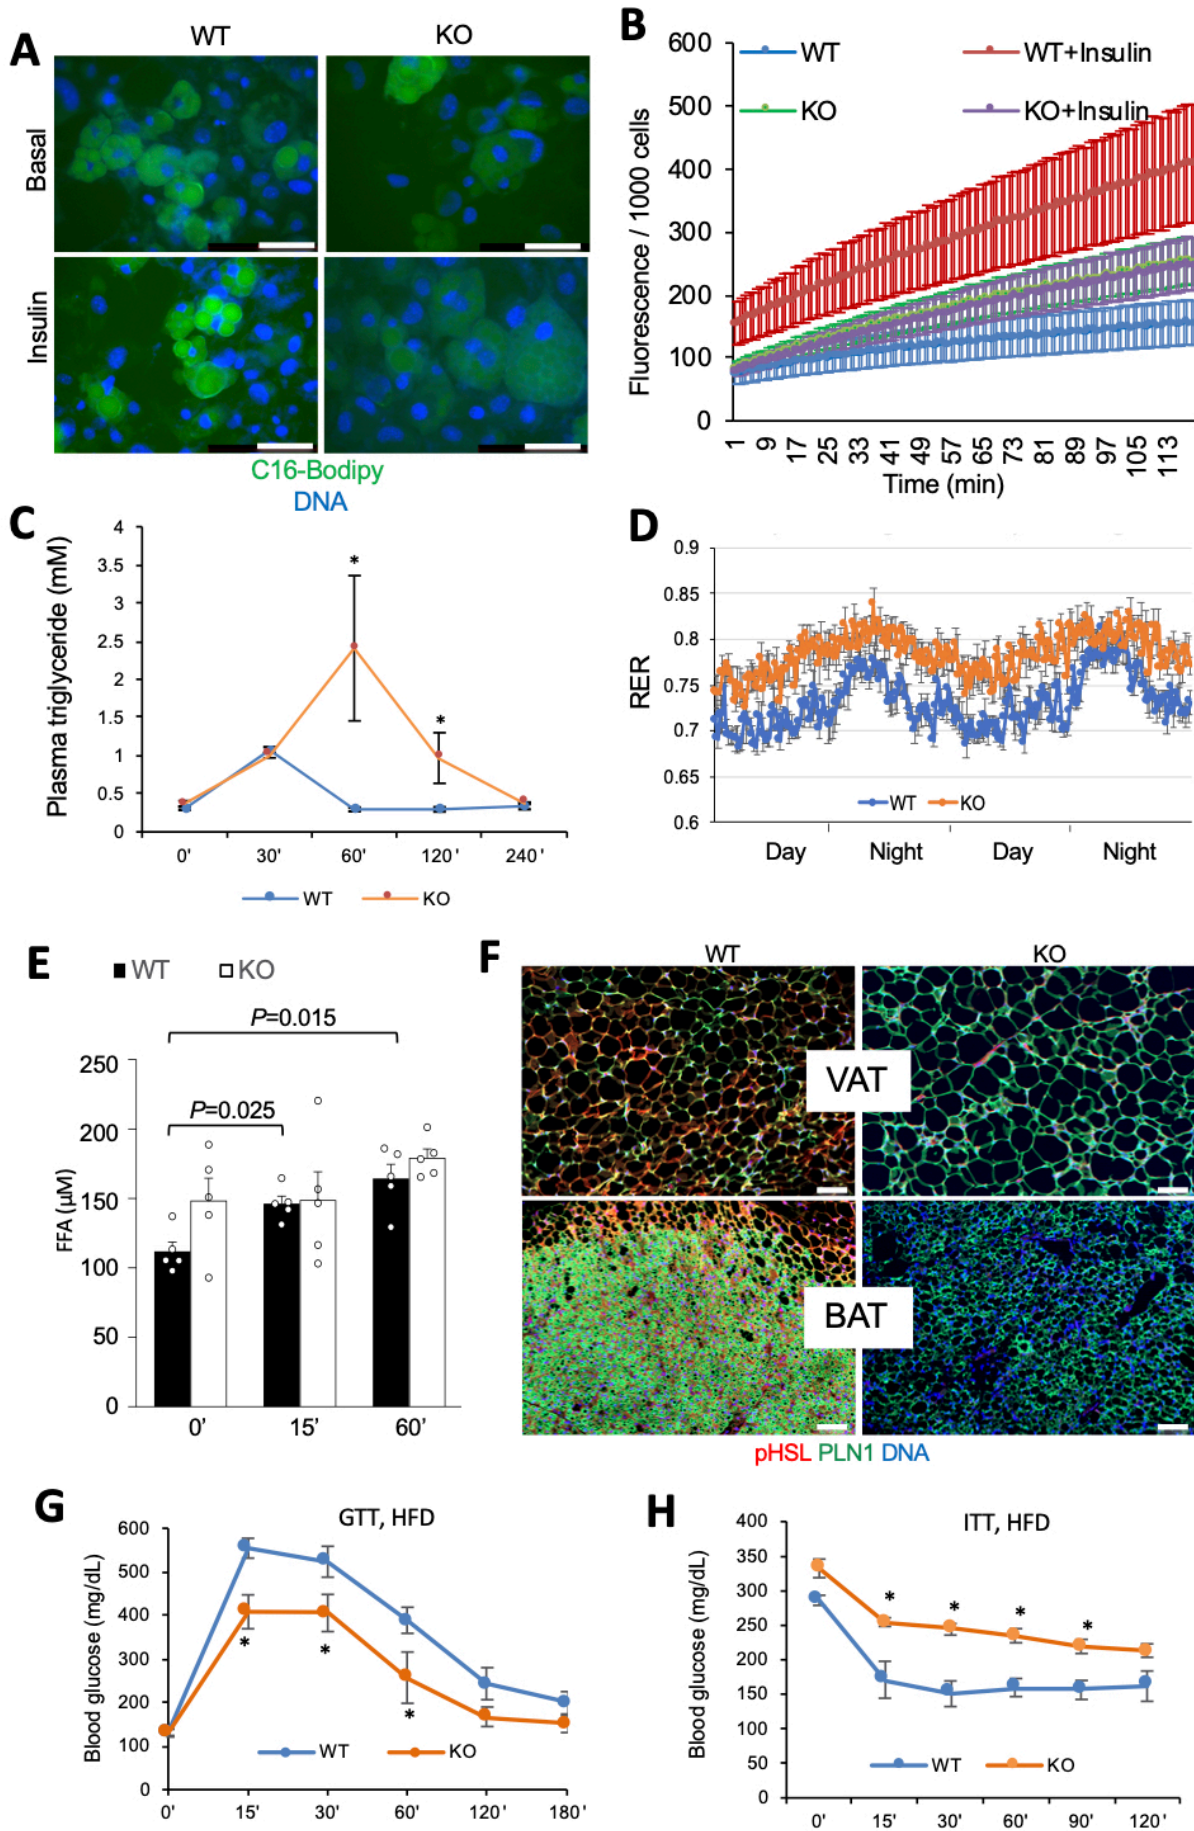 A
WT
KO
Basal
Insulin
C16-Bodipy
DNA
B
600
500
400
300
200
100
0
WT
WT+Insulin
KO
KO+Insulin
Fluorescence / 1000 cells
1 9 17 25 33 41 49 57 65 73 81 89 97 105 113
Time (min)
C
Plasma triglyceride (mM)
4
3.5
3
2.5
2
1.5
1
0.5
0
*
*
0' 30' 60' 120' 240'
WT KO
D
RER
0.9
0.85
0.8
0.75
0.7
0.65
0.6
WT KO
Day Night Day Night
E
WT KO
P=0.015
P=0.025
FFA (µM)
250
200
150
100
50
0
0' 15' 60'
F
WT KO
VAT
BAT
pHSL PLN1 DNA
G
GTT, HFD
Blood glucose (mg/dL)
600
500
400
300
200
100
0
* * *
WT KO
0' 15' 30' 60' 120' 180'
H
ITT, HFD
Blood glucose (mg/dL)
400
350
300
250
200
150
100
50
0
* * * *
WT KO
0' 15' 30' 60' 90' 120'